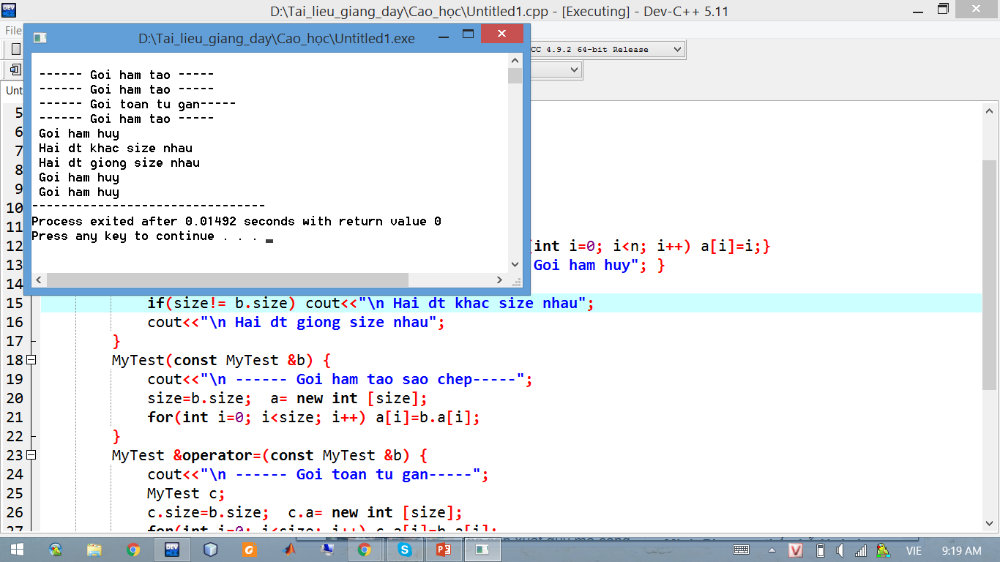 D:\Tai_lieu_giang_day\Cao_học\Untitled1.cpp - [Executing] - Dev-C++ 5.11
File
D:\Tai_lieu_giang_day\Cao_học\Untitled1.exe
CC 4.9.2 64-bit Release
Unt
------ Goi ham tao -----
------ Goi ham tao -----
------ Goi toan tu gan-----
------ Goi ham tao -----
Goi ham huy
Hai dt khac size nhau
Hai dt giong size nhau
Goi ham huy
Goi ham huy
--------------------------------
Process exited after 0.01492 seconds with return value 0
Press any key to continue . . .
5
6
7
8
9
10
11
12 int i=0; i<n; i++) a[i]=i;}
13 Goi ham huy"; }
14
15 if(size!= b.size) cout<<"\n Hai dt khac size nhau";
16 cout<<"\n Hai dt giong size nhau";
17 }
18 MyTest(const MyTest &b) {
19 cout<<"\n ------ Goi ham tao sao chep-----";
20 size=b.size; a= new int [size];
21 for(int i=0; i<size; i++) a[i]=b.a[i];
22 }
23 MyTest &operator=(const MyTest &b) {
24 cout<<"\n ------ Goi toan tu gan-----";
25 MyTest c;
26 c.size=b.size; c.a= new int [size];
27 for(int i=0; i<size; i++) c.a[i]=b.a[i];
VIE
9:19 AM